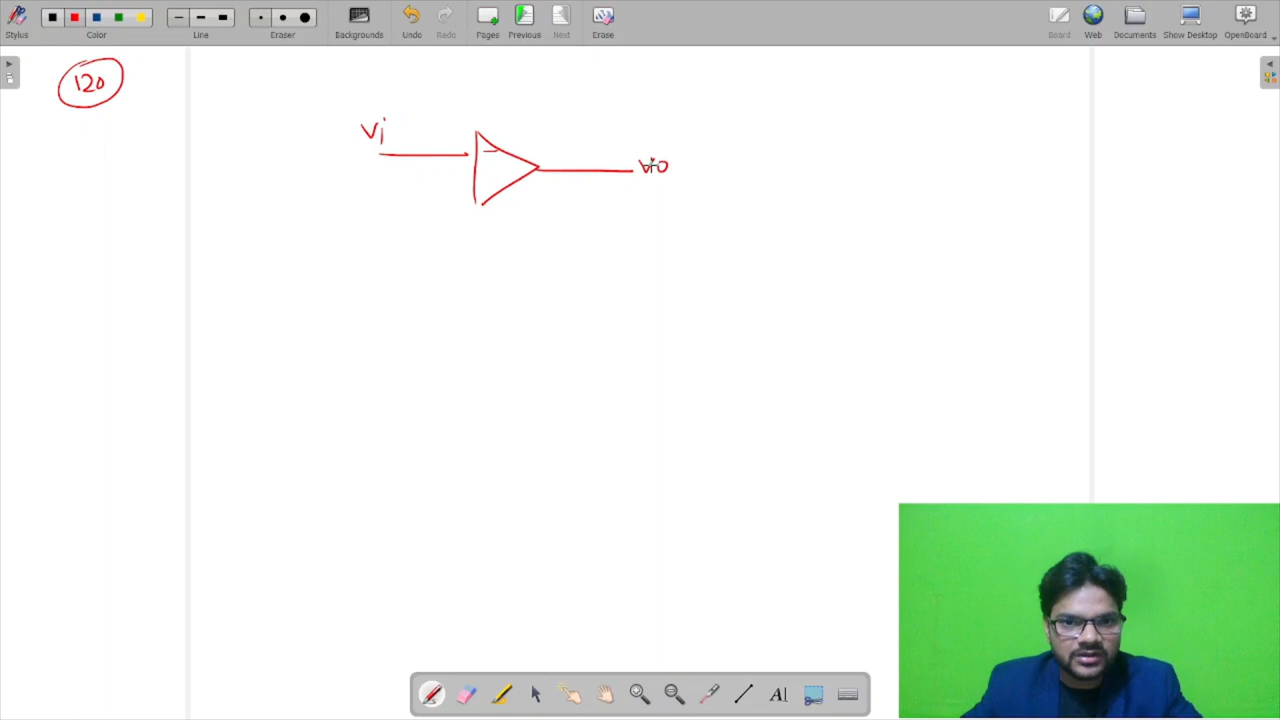 Stylus
Color
Line
Eraser
Backgrounds
Undo
Redo
Pages
Previous
Next
Erase
Board
Web
Documents
Show Desktop
OpenBoard
120
Vi
Vo
AI